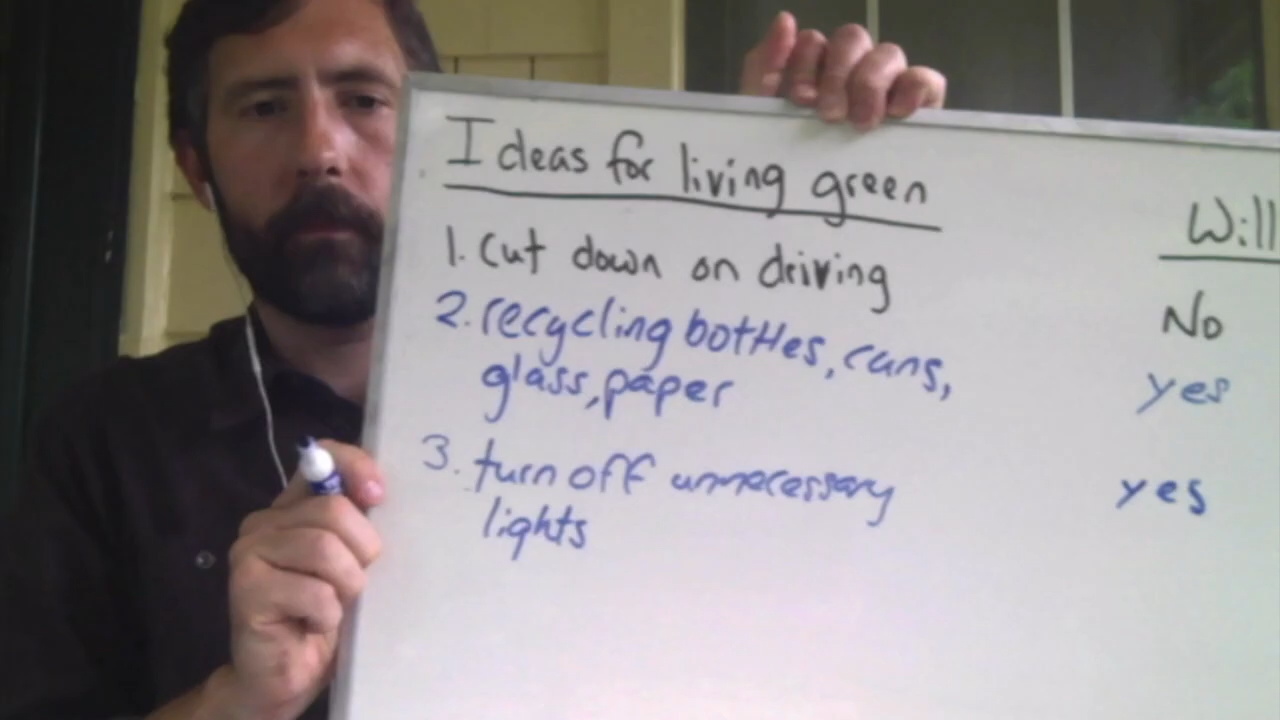 Ideas for living green
Will
1. Cut down on driving
No
2. recycling bottles, cans,
glass, paper
yes
3. turn off unnecessary
lights
yes